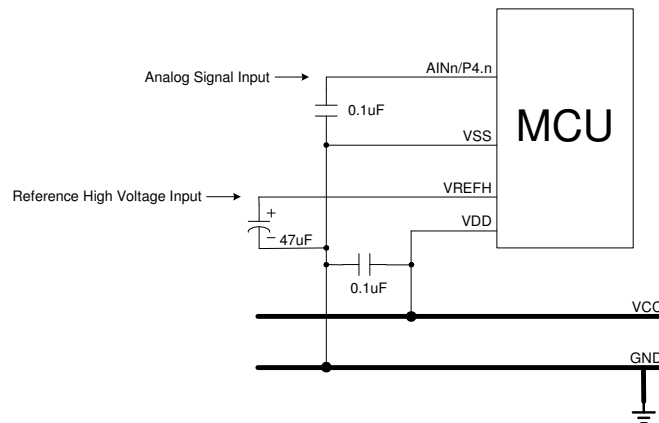 AINn/P4.n
Analog Signal Input
0.1uF
MCU
VSS
VREFH
Reference High Voltage Input
+
VDD
−
47uF
0.1uF
VCC
GND